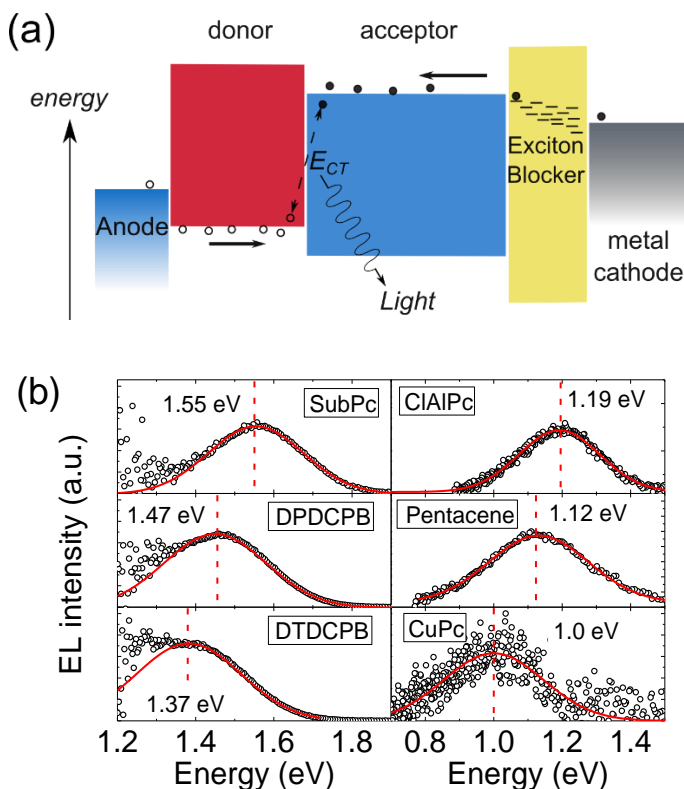 (a)
donor
acceptor
energy
Anode
E_CT
Light
Exciton
Blocker
metal
cathode
(b)
EL intensity (a.u.)
1.55 eV
SubPc
ClAlPc
1.19 eV
1.47 eV
DPDCPB
Pentacene
1.12 eV
DTDCPB
1.37 eV
CuPc
1.0 eV
1.2 1.4 1.6 1.8
0.8 1.0 1.2 1.4
Energy (eV)
Energy (eV)